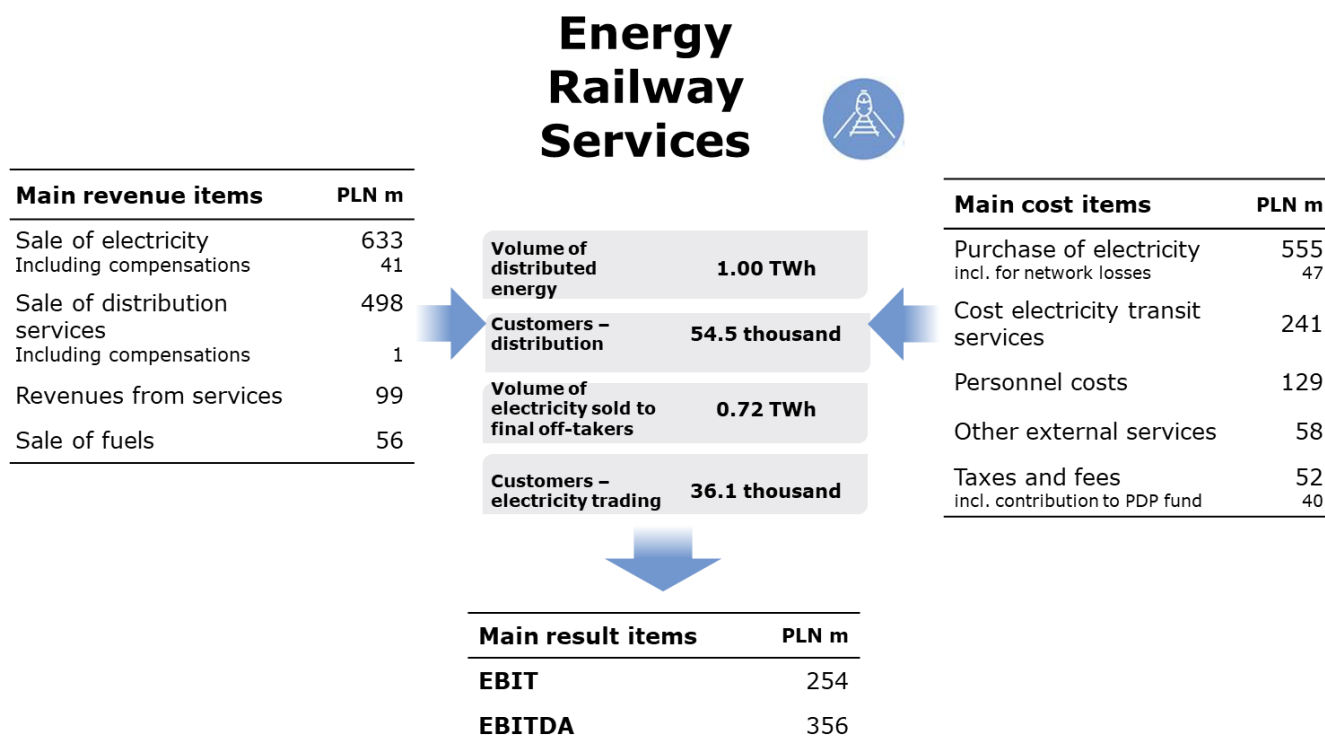 Energy
Railway
Services
Main revenue items PLN m
Sale of electricity 633
Including compensations 41
Sale of distribution 498
services
Including compensations 1
Revenues from services 99
Sale of fuels 56
Volume of
distributed
energy
1.00 TWh
Customers –
distribution
54.5 thousand
Volume of
electricity sold to
final off-takers
0.72 TWh
Customers –
electricity trading
36.1 thousand
Main cost items PLN m
Purchase of electricity 555
incl. for network losses 47
Cost electricity transit
services
241
Personnel costs 129
Other external services 58
Taxes and fees 52
incl. contribution to PDP fund 40
Main result items PLN m
EBIT 254
EBITDA 356